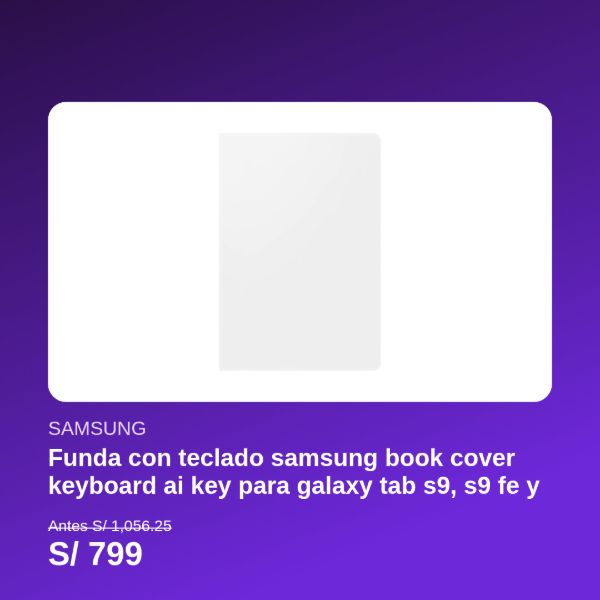 SAMSUNG
Funda con teclado samsung book cover
keyboard ai key para galaxy tab s9, s9 fe y
Antes S/ 1,056.25
S/ 799